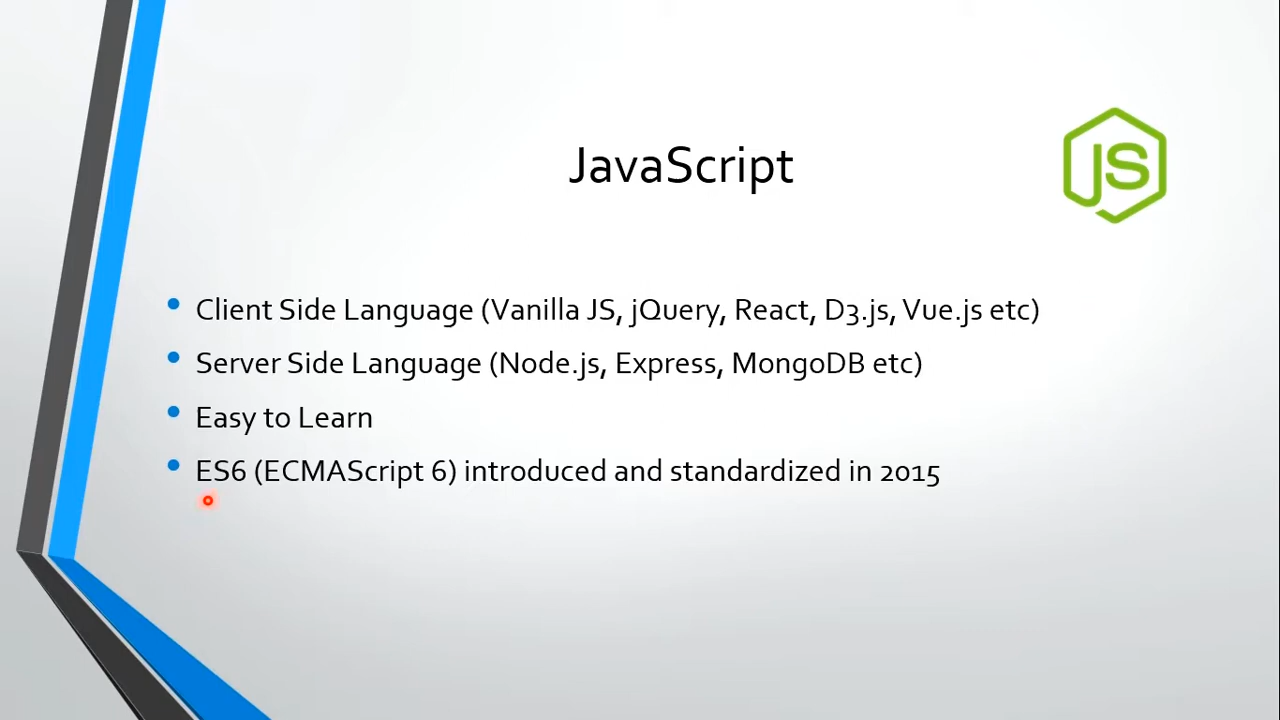 JavaScript
JS
Client Side Language (Vanilla JS, jQuery, React, D3.js, Vue.js etc)
Server Side Language (Node.js, Express, MongoDB etc)
Easy to Learn
ES6 (ECMAScript 6) introduced and standardized in 2015